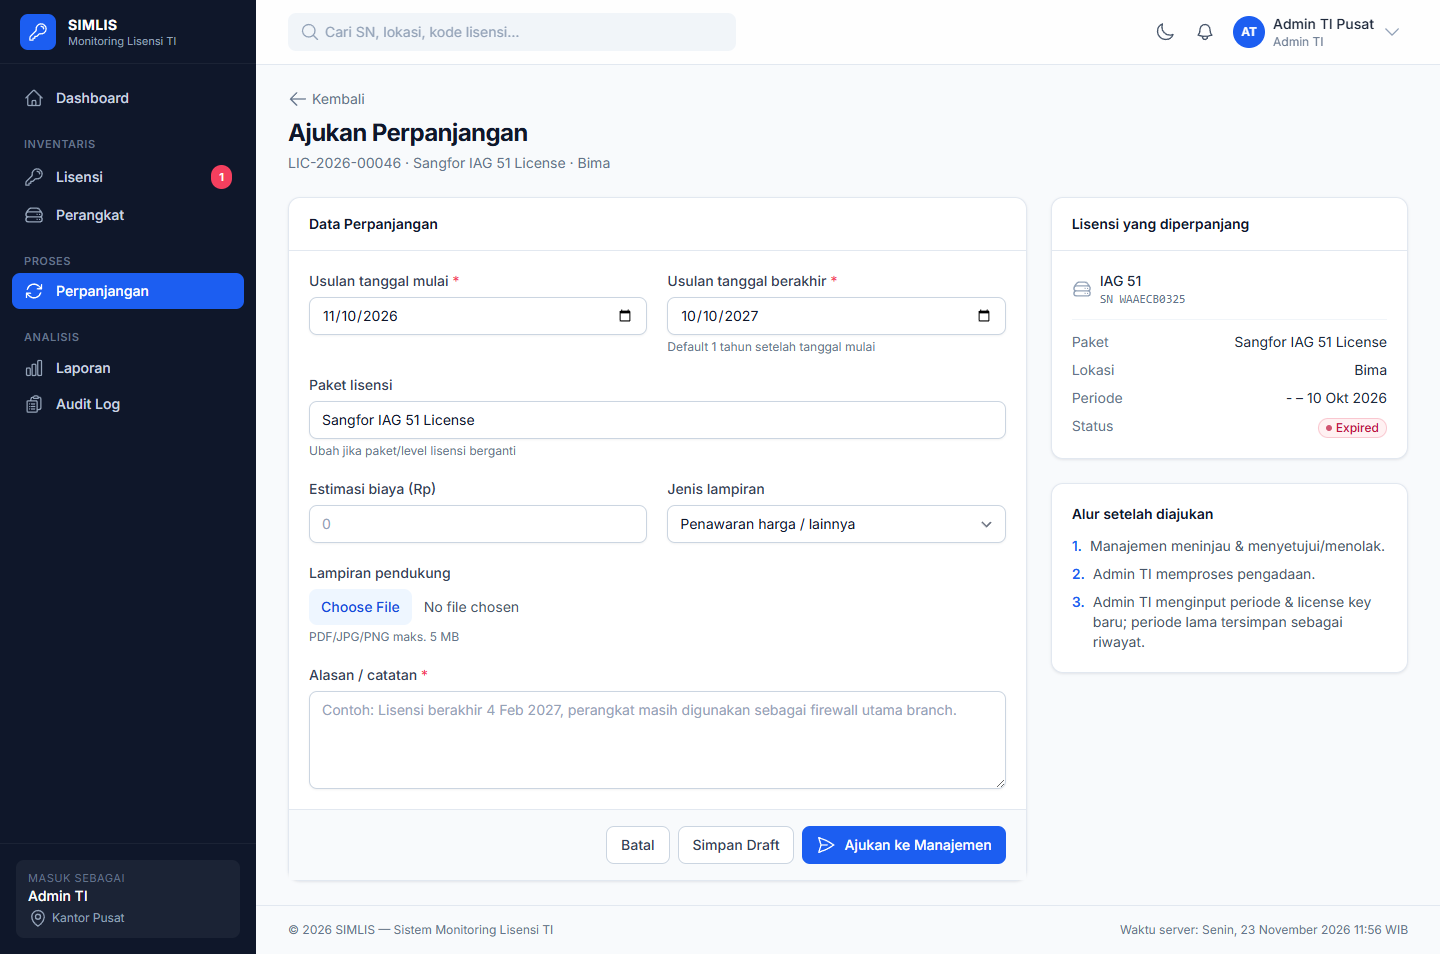 SIMLIS
Monitoring Lisensi TI
Dashboard
INVENTARIS
Lisensi
1
Perangkat
PROSES
Perpanjangan
ANALISIS
Laporan
Audit Log
MASUK SEBAGAI
Admin TI
Kantor Pusat
Cari SN, lokasi, kode lisensi...
AT
Admin TI Pusat
Admin TI
Kembali
Ajukan Perpanjangan
LIC-2026-00046 · Sangfor IAG 51 License · Bima
Data Perpanjangan
Usulan tanggal mulai *
11/10/2026
Usulan tanggal berakhir *
10/10/2027
Default 1 tahun setelah tanggal mulai
Paket lisensi
Sangfor IAG 51 License
Ubah jika paket/level lisensi berganti
Estimasi biaya (Rp)
0
Jenis lampiran
Penawaran harga / lainnya
Lampiran pendukung
Choose File No file chosen
PDF/JPG/PNG maks. 5 MB
Alasan / catatan *
Contoh: Lisensi berakhir 4 Feb 2027, perangkat masih digunakan sebagai firewall utama branch.
Batal
Simpan Draft
Ajukan ke Manajemen
Lisensi yang diperpanjang
IAG 51
SN WAAECB0325
Paket Sangfor IAG 51 License
Lokasi Bima
Periode - – 10 Okt 2026
Status Expired
Alur setelah diajukan
1. Manajemen meninjau & menyetujui/menolak.
2. Admin TI memproses pengadaan.
3. Admin TI menginput periode & license key
baru; periode lama tersimpan sebagai
riwayat.
© 2026 SIMLIS — Sistem Monitoring Lisensi TI
Waktu server: Senin, 23 November 2026 11:56 WIB